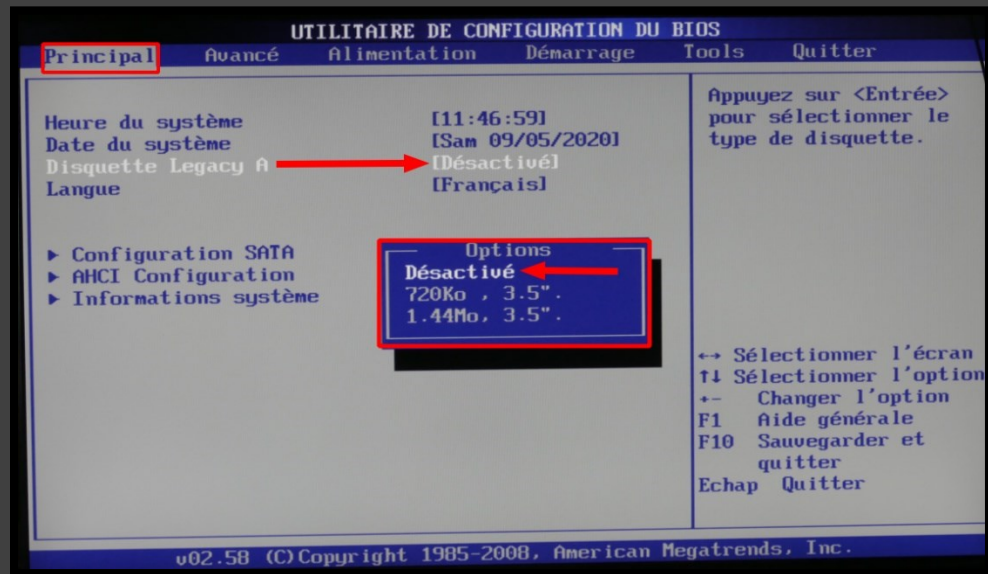 UTILITAIRE DE CONFIGURATION DU BIOS
Principal Avancé Alimentation Démarrage Tools Quitter
Heure du système [11:46:59]
Date du système [Sam 09/05/2020]
Disquette Legacy A [Désactivé]
Langue [Français]
▶ Configuration SATA
▶ AHCI Configuration
▶ Informations système
Options
Désactivé
720Ko , 3.5".
1.44Mo, 3.5".
Appuyez sur <Entrée>
pour sélectionner le
type de disquette.
↔ Sélectionner l'écran
↑↓ Sélectionner l'option
+- Changer l'option
F1 Aide générale
F10 Sauvegarder et
quitter
Echap Quitter
v02.58 (C)Copyright 1985-2008, American Megatrends, Inc.